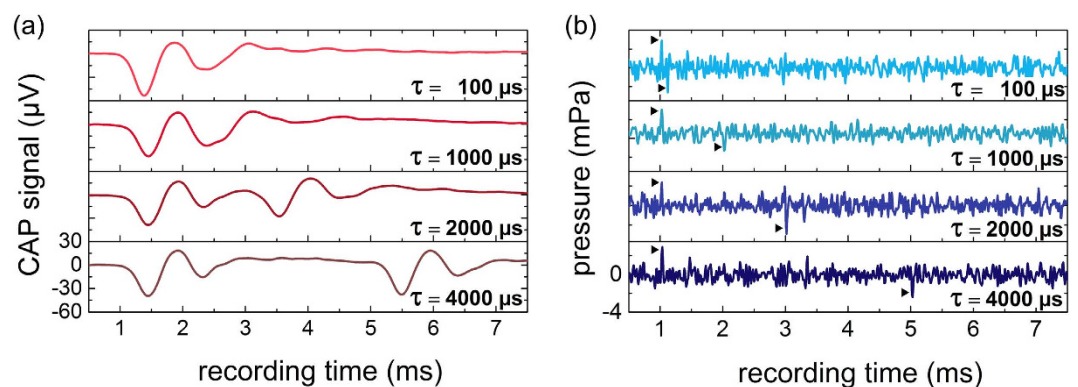 (a)
CAP signal (µV)
τ = 100 µs
τ = 1000 µs
τ = 2000 µs
30
0
-30
-60
τ = 4000 µs
1 2 3 4 5 6 7
recording time (ms)
(b)
pressure (mPa)
τ = 100 µs
τ = 1000 µs
τ = 2000 µs
0
-4
τ = 4000 µs
1 2 3 4 5 6 7
recording time (ms)